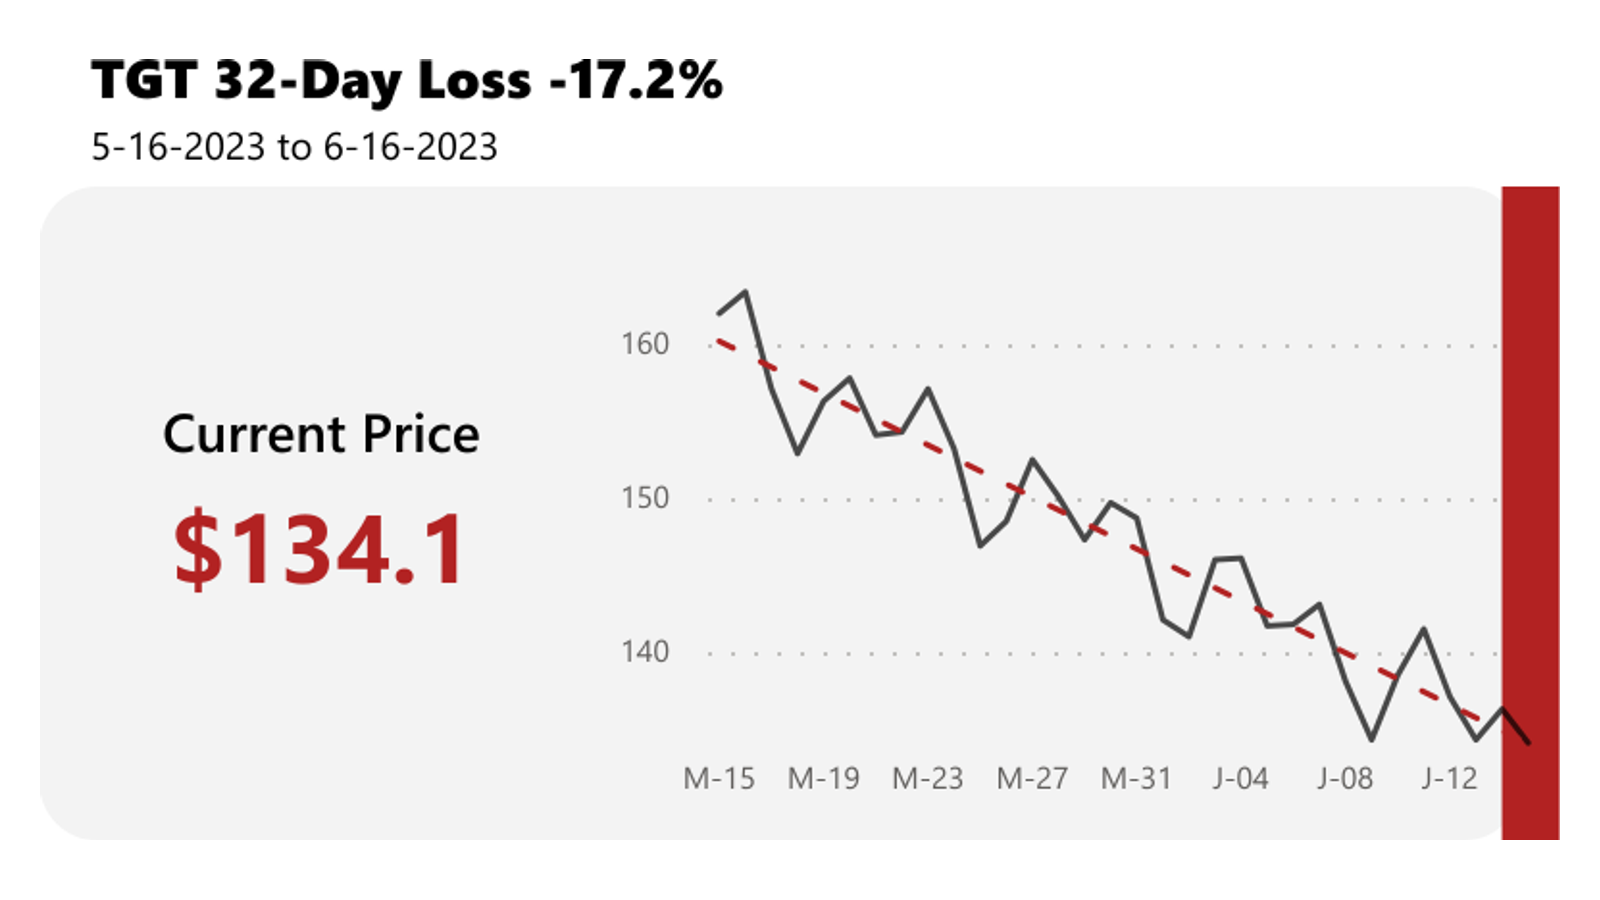 TGT 32-Day Loss -17.2%
5-16-2023 to 6-16-2023
Current Price
$134.1
160
150
140
M-15 M-19 M-23 M-27 M-31 J-04 J-08 J-12